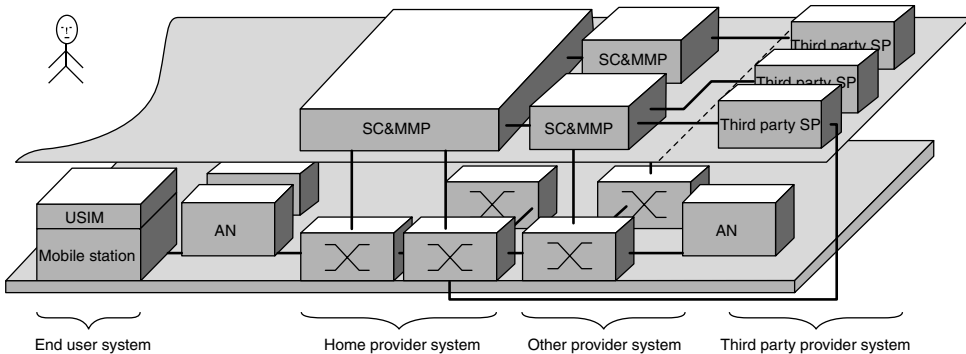 Third party SP
SC&MMP
Third party SP
SC&MMP
SC&MMP
Third party SP
USIM
AN
AN
Mobile station
End user system
Home provider system
Other provider system
Third party provider system